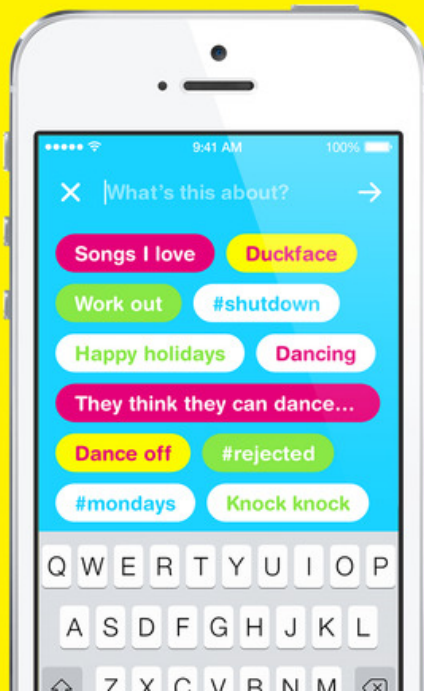 9:41 AM 100%
What's this about?
Songs I love Duckface
Work out #shutdown
Happy holidays Dancing
They think they can dance...
Dance off #rejected
#mondays Knock knock
Q W E R T Y U I O P
A S D F G H J K L
Z X C V B N M